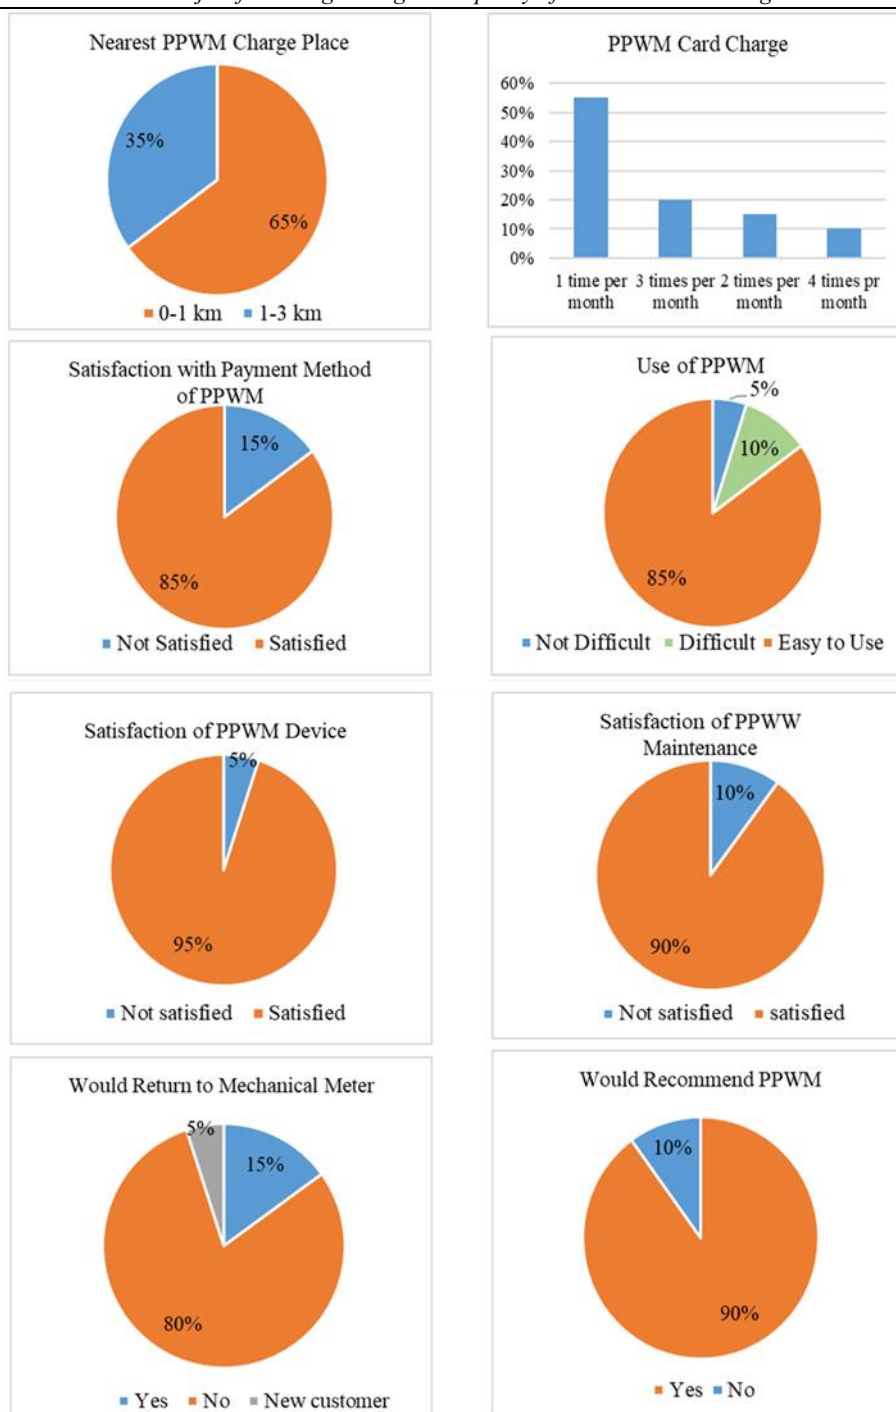 Nearest PPWM Charge Place
35%
65%
0-1 km 1-3 km
PPWM Card Charge
60%
50%
40%
30%
20%
10%
0%
1 time per 3 times per 2 times per 4 times pr
month month month month
Satisfaction with Payment Method
of PPWM
15%
85%
Not Satisfied Satisfied
Use of PPWM
5%
10%
85%
Not Difficult Difficult Easy to Use
Satisfaction of PPWM Device
5%
95%
Not satisfied Satisfied
Satisfaction of PPWW
Maintenance
10%
90%
Not satisfied satisfied
Would Return to Mechanical Meter
5%
15%
80%
Yes No New customer
Would Recommend PPWM
10%
90%
Yes No